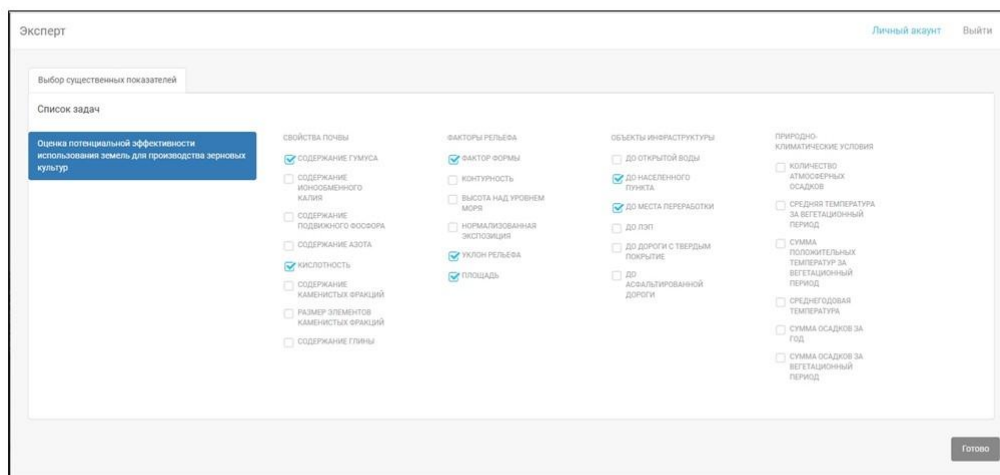 Эксперт
Личный акаунт
Выйти
Выбор существенных показателей
Список задач
Оценка потенциальной эффективности
использования земель для производства зерновых
культур
СВОЙСТВА ПОЧВЫ
СОДЕРЖАНИЕ ГУМУСА
СОДЕРЖАНИЕ
ИОНООБМЕННОГО
КАЛИЯ
СОДЕРЖАНИЕ
ПОДВИЖНОГО ФОСФОРА
СОДЕРЖАНИЕ АЗОТА
КИСЛОТНОСТЬ
СОДЕРЖАНИЕ
КАМЕНИСТЫХ ФРАКЦИЙ
РАЗМЕР ЭЛЕМЕНТОВ
КАМЕНИСТЫХ ФРАКЦИЙ
СОДЕРЖАНИЕ ГЛИНЫ
ФАКТОРЫ РЕЛЬЕФА
ФАКТОР ФОРМЫ
КОНТУРНОСТЬ
ВЫСОТА НАД УРОВНЕМ
МОРЯ
НОРМАЛИЗОВАННАЯ
ЭКСПОЗИЦИЯ
УКЛОН РЕЛЬЕФА
ПЛОЩАДЬ
ОБЪЕКТЫ ИНФРАСТРУКТУРЫ
ДО ОТКРЫТОЙ ВОДЫ
ДО НАСЕЛЕННОГО
ПУНКТА
ДО МЕСТА ПЕРЕРАБОТКИ
ДО ЛЭП
ДО ДОРОГИ С ТВЕРДЫМ
ПОКРЫТИЕ
ДО
АСФАЛЬТИРОВАННОЙ
ДОРОГИ
ПРИРОДНО-
КЛИМАТИЧЕСКИЕ УСЛОВИЯ
КОЛИЧЕСТВО
АТМОСФЕРНЫХ
ОСАДКОВ
СРЕДНЯЯ ТЕМПЕРАТУРА
ЗА ВЕГЕТАЦИОННЫЙ
ПЕРИОД
СУММА
ПОЛОЖИТЕЛЬНЫХ
ТЕМПЕРАТУР ЗА
ВЕГЕТАЦИОННЫЙ
ПЕРИОД
СРЕДНЕГОДОВАЯ
ТЕМПЕРАТУРА
СУММА ОСАДКОВ ЗА
ГОД
СУММА ОСАДКОВ ЗА
ВЕГЕТАЦИОННЫЙ
ПЕРИОД
Готово